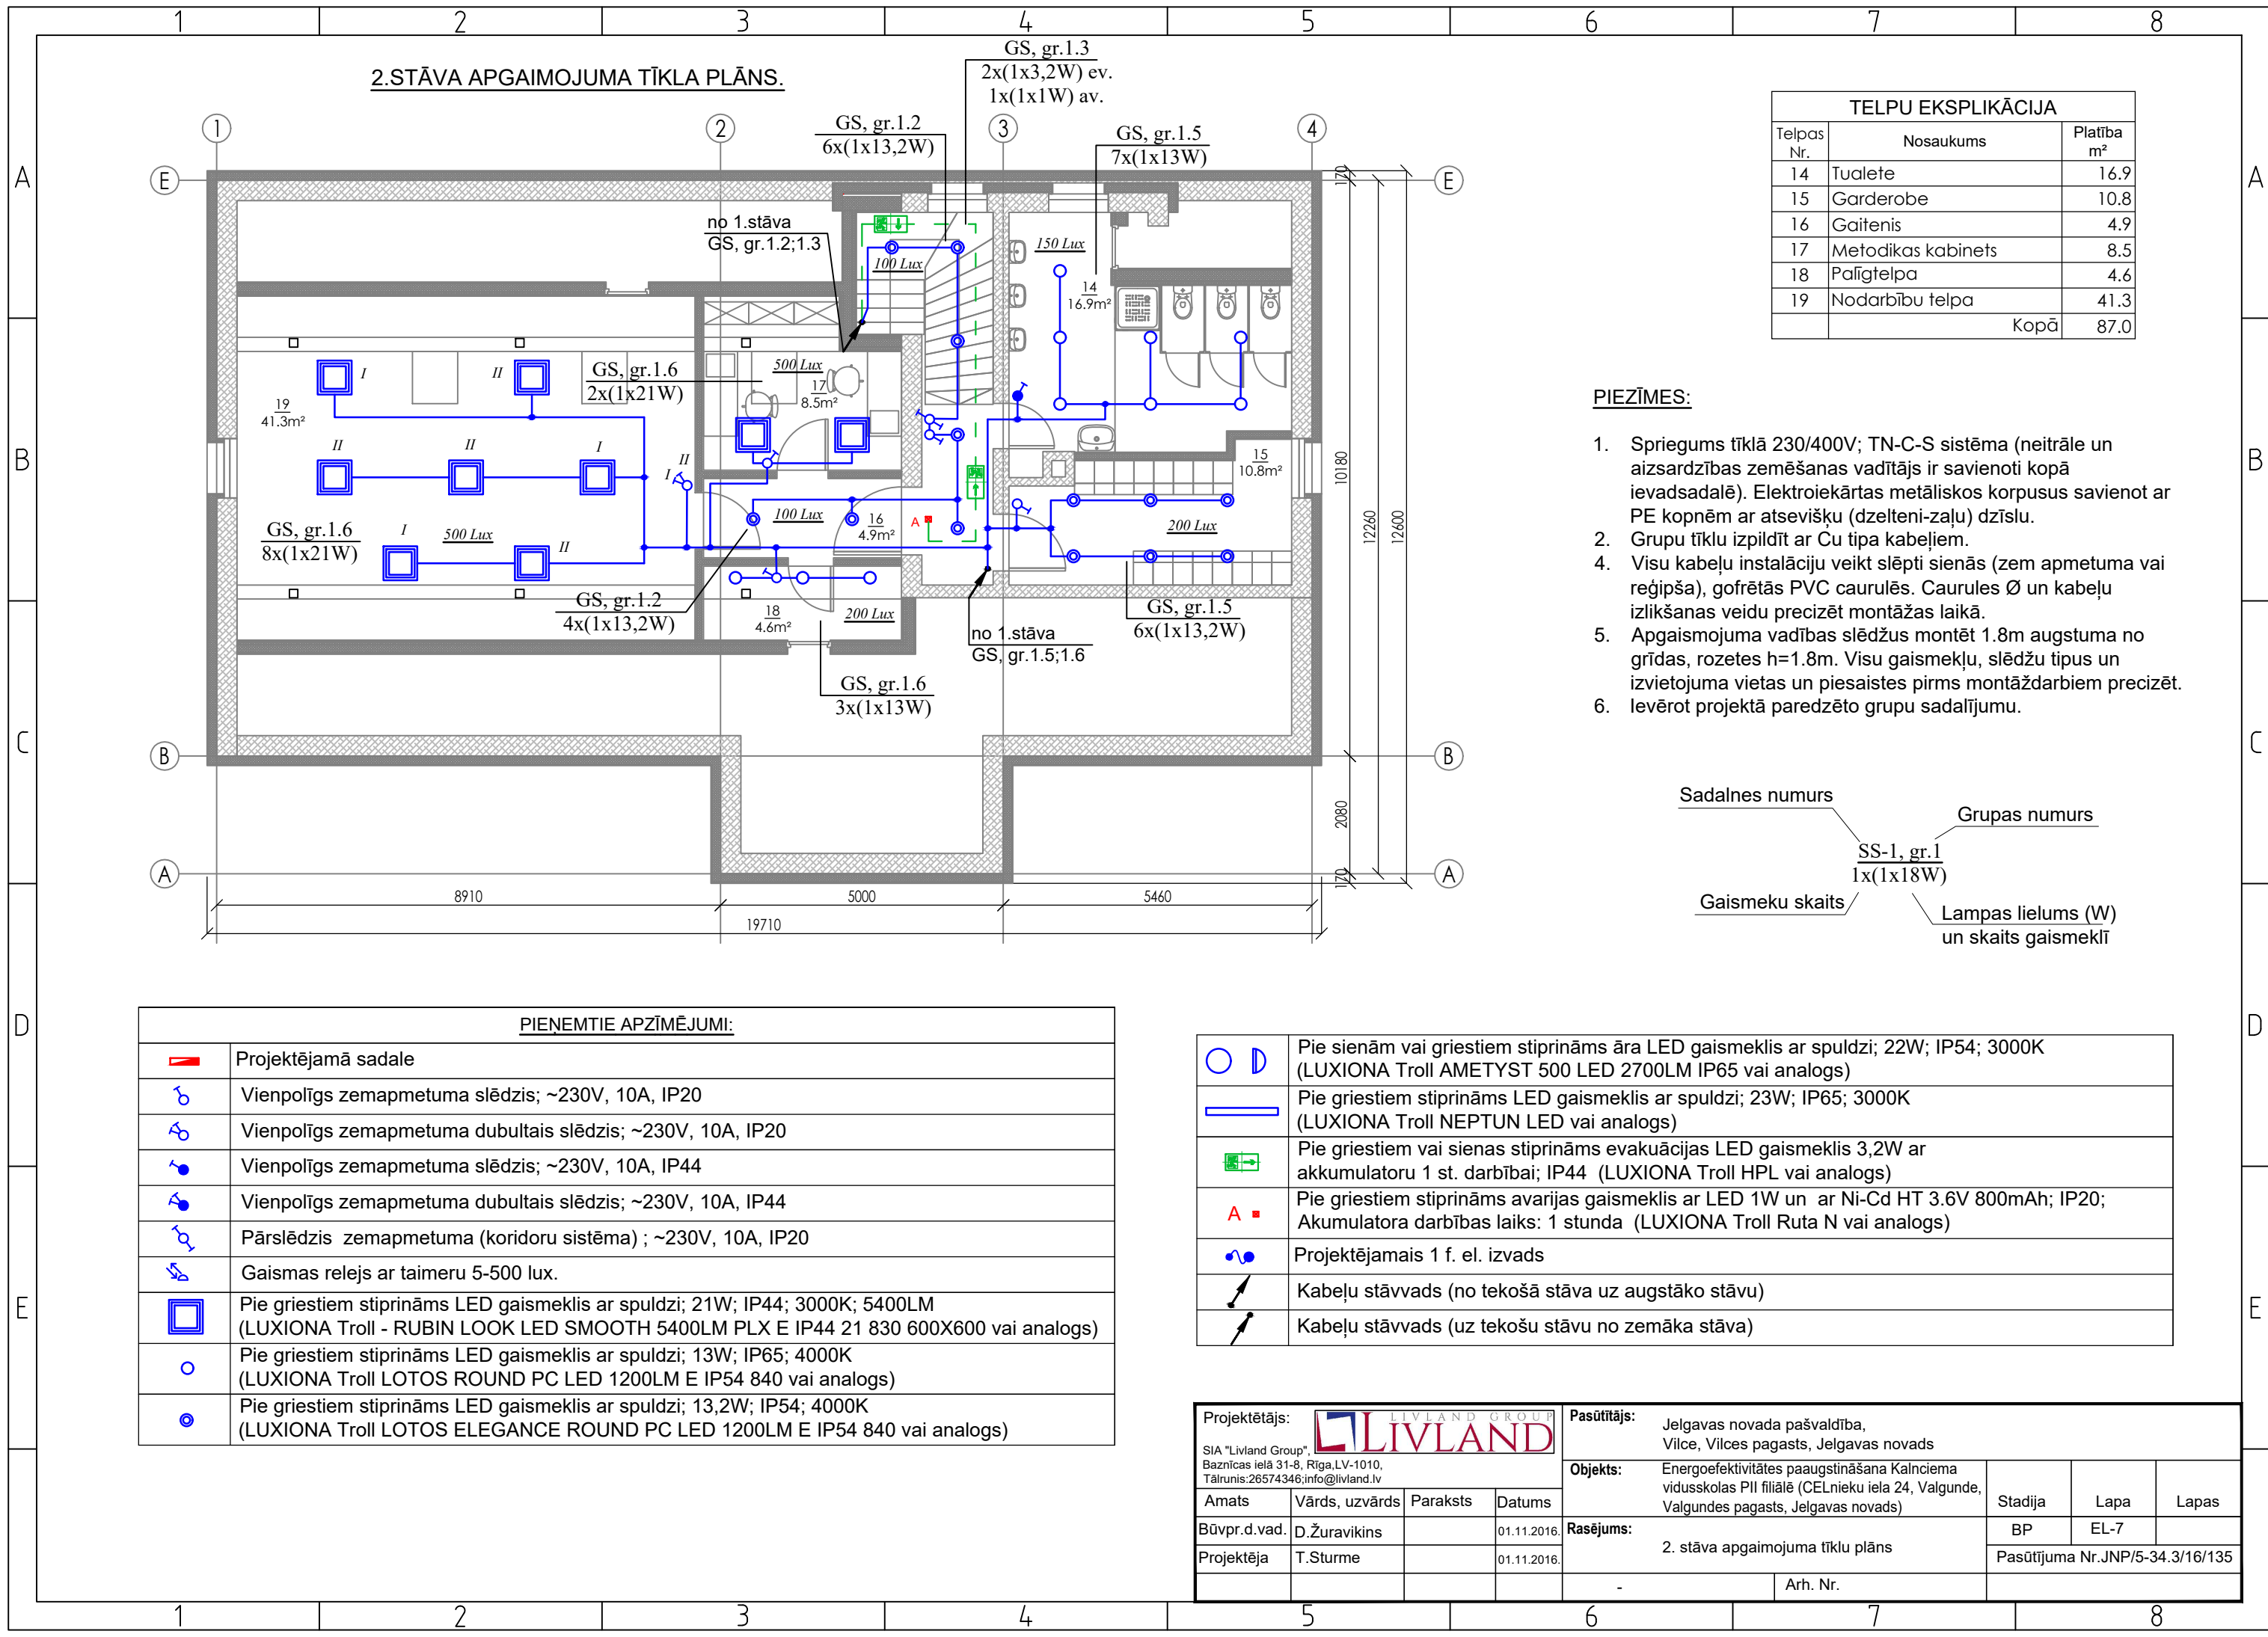 1 2 3 4 5 6 7 8
A B C D E
2.STĀVA APGAIMOJUMA TĪKLA PLĀNS.
GS, gr.1.3
2x(1x3,2W) ev.
1x(1x1W) av.
GS, gr.1.2
6x(1x13,2W)
GS, gr.1.5
7x(1x13W)
1 2 3 4
E E
170
no 1.stāva
GS, gr.1.2;1.3
100 Lux
150 Lux
14
16.9m²
GS, gr.1.6
2x(1x21W)
500 Lux
17
8.5m²
I II
19
41.3m²
II II I
I II
15
10.8m²
GS, gr.1.6
8x(1x21W)
I
500 Lux
II
100 Lux
16
4.9m²
A
200 Lux
GS, gr.1.2
4x(1x13,2W)
18
4.6m²
200 Lux
GS, gr.1.5
6x(1x13,2W)
no 1.stāva
GS, gr.1.5;1.6
GS, gr.1.6
3x(1x13W)
10180
12260
12600
B B
2080
A A
170
8910 5000 5460
19710
TELPU EKSPLIKĀCIJA
Telpas Nr. Nosaukums Platība m²
14 Tualete 16.9
15 Garderobe 10.8
16 Gaitenis 4.9
17 Metodikas kabinets 8.5
18 Palīgtelpa 4.6
19 Nodarbību telpa 41.3
Kopā 87.0
PIEZĪMES:
1. Spriegums tīklā 230/400V; TN-C-S sistēma (neitrāle un
aizsardzības zemēšanas vadītājs ir savienoti kopā
ievadsadalē). Elektroiekārtas metāliskos korpusus savienot ar
PE kopnēm ar atsevišķu (dzelteni-zaļu) dzīslu.
2. Grupu tīklu izpildīt ar Cu tipa kabeļiem.
4. Visu kabeļu instalāciju veikt slēpti sienās (zem apmetuma vai
reģipša), gofrētās PVC caurulēs. Caurules Ø un kabeļu
izlikšanas veidu precizēt montāžas laikā.
5. Apgaismojuma vadības slēdžus montēt 1.8m augstuma no
grīdas, rozetes h=1.8m. Visu gaismekļu, slēdžu tipus un
izvietojuma vietas un piesaistes pirms montāždarbiem precizēt.
6. Ievērot projektā paredzēto grupu sadalījumu.
Sadalnes numurs
Grupas numurs
SS-1, gr.1
1x(1x18W)
Gaismeku skaits
Lampas lielums (W)
un skaits gaismeklī
PIEŅEMTIE APZĪMĒJUMI:
Projektējamā sadale
Vienpolīgs zemapmetuma slēdzis; ~230V, 10A, IP20
Vienpolīgs zemapmetuma dubultais slēdzis; ~230V, 10A, IP20
Vienpolīgs zemapmetuma slēdzis; ~230V, 10A, IP44
Vienpolīgs zemapmetuma dubultais slēdzis; ~230V, 10A, IP44
Pārslēdzis zemapmetuma (koridoru sistēma) ; ~230V, 10A, IP20
Gaismas relejs ar taimeru 5-500 lux.
Pie griestiem stiprināms LED gaismeklis ar spuldzi; 21W; IP44; 3000K; 5400LM
(LUXIONA Troll - RUBIN LOOK LED SMOOTH 5400LM PLX E IP44 21 830 600X600 vai analogs)
Pie griestiem stiprināms LED gaismeklis ar spuldzi; 13W; IP65; 4000K
(LUXIONA Troll LOTOS ROUND PC LED 1200LM E IP54 840 vai analogs)
Pie griestiem stiprināms LED gaismeklis ar spuldzi; 13,2W; IP54; 4000K
(LUXIONA Troll LOTOS ELEGANCE ROUND PC LED 1200LM E IP54 840 vai analogs)
Pie sienām vai griestiem stiprināms āra LED gaismeklis ar spuldzi; 22W; IP54; 3000K
(LUXIONA Troll AMETYST 500 LED 2700LM IP65 vai analogs)
Pie griestiem stiprināms LED gaismeklis ar spuldzi; 23W; IP65; 3000K
(LUXIONA Troll NEPTUN LED vai analogs)
Pie griestiem vai sienas stiprināms evakuācijas LED gaismeklis 3,2W ar
akkumulatoru 1 st. darbībai; IP44 (LUXIONA Troll HPL vai analogs)
A
Pie griestiem stiprināms avarijas gaismeklis ar LED 1W un ar Ni-Cd HT 3.6V 800mAh; IP20;
Akumulatora darbības laiks: 1 stunda (LUXIONA Troll Ruta N vai analogs)
Projektējamais 1 f. el. izvads
Kabeļu stāvvads (no tekošā stāva uz augstāko stāvu)
Kabeļu stāvvads (uz tekošu stāvu no zemāka stāva)
Projektētājs:
LIVLAND GROUP
LIVLAND
SIA "Livland Group",
Baznīcas ielā 31-8, Rīga,LV-1010,
Tālrunis:26574346;info@livland.lv
Pasūtītājs:
Jelgavas novada pašvaldība,
Vilce, Vilces pagasts, Jelgavas novads
Objekts:
Energoefektivitātes paaugstināšana Kalnciema
vidusskolas PII filiālē (CELnieku iela 24, Valgunde,
Valgundes pagasts, Jelgavas novads)
Stadija Lapa Lapas
Amats Vārds, uzvārds Paraksts Datums
Būvpr.d.vad. D.Žuravikins 01.11.2016.
Projektēja T.Sturme 01.11.2016.
Rasējums:
2. stāva apgaimojuma tīklu plāns
BP EL-7
Pasūtījuma Nr.JNP/5-34.3/16/135
- Arh. Nr.
A B C D E
1 2 3 4 5 6 7 8